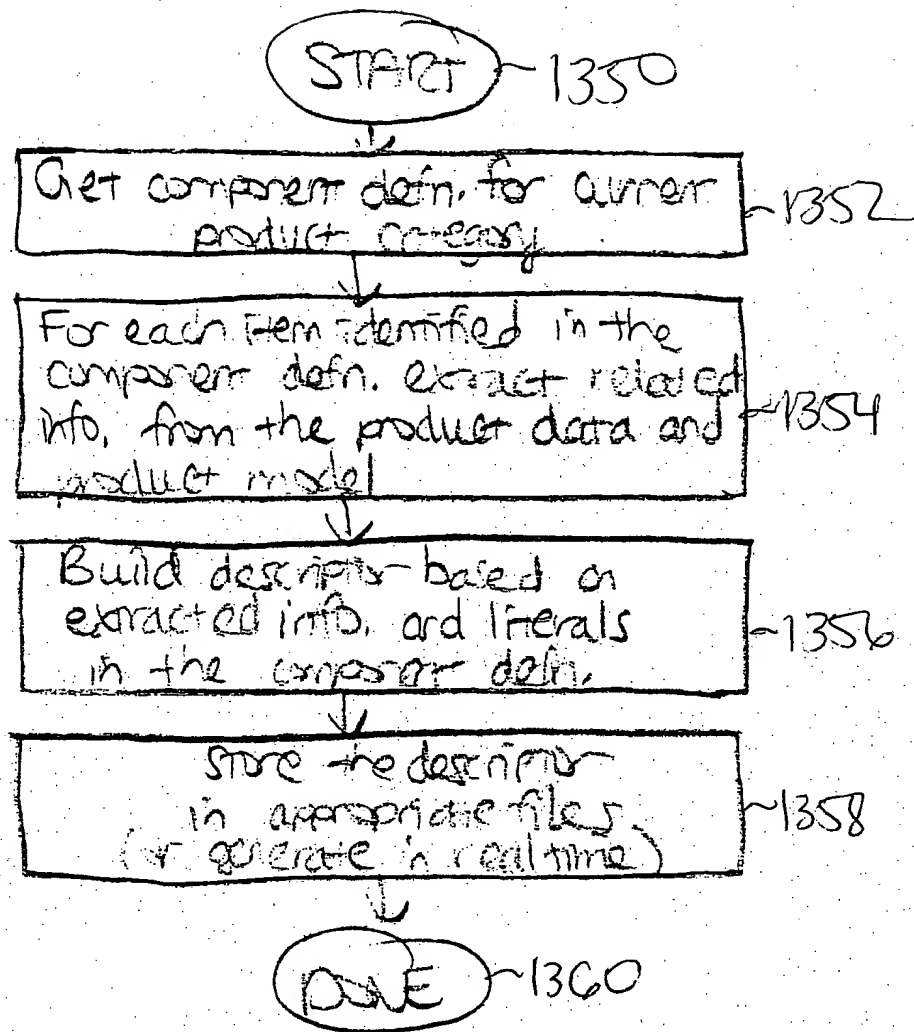 START ~1350
Get component defn. for current
product category
~1352
For each item identified in the
component defn. extract related
info. from the product data and
product model
~1354
Build descriptor based on
extracted info. and literals
in the component defn.
~1356
Store the descriptor
in appropriate files
(or generate in real time)
~1358
DONE ~1360